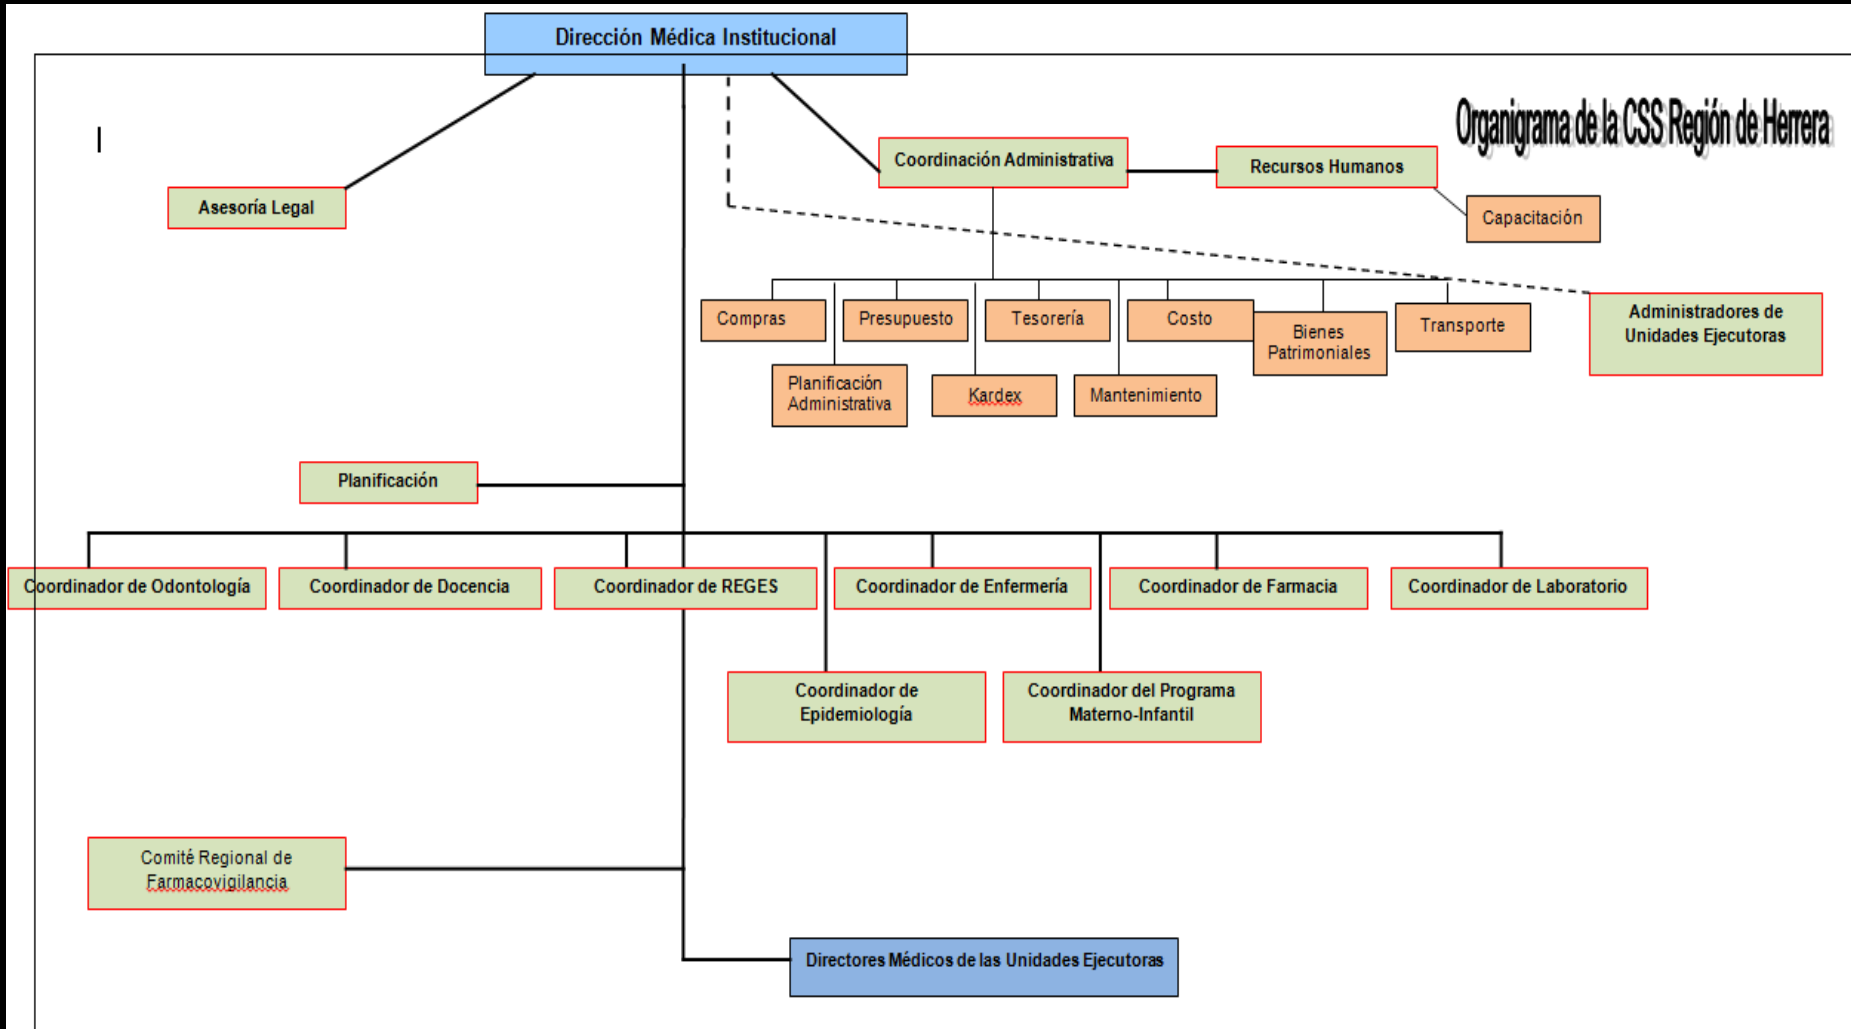 Dirección Médica Institucional
Organigrama de la CSS Región de Herrera
Coordinación Administrativa
Recursos Humanos
Asesoría Legal
Capacitación
Compras
Presupuesto
Tesorería
Costo
Bienes
Patrimoniales
Transporte
Administradores de
Unidades Ejecutoras
Planificación
Administrativa
Kardex
Mantenimiento
Planificación
Coordinador de Odontología
Coordinador de Docencia
Coordinador de REGES
Coordinador de Enfermería
Coordinador de Farmacia
Coordinador de Laboratorio
Coordinador de
Epidemiología
Coordinador del Programa
Materno-Infantil
Comité Regional de
Farmacovigilancia
Directores Médicos de las Unidades Ejecutoras